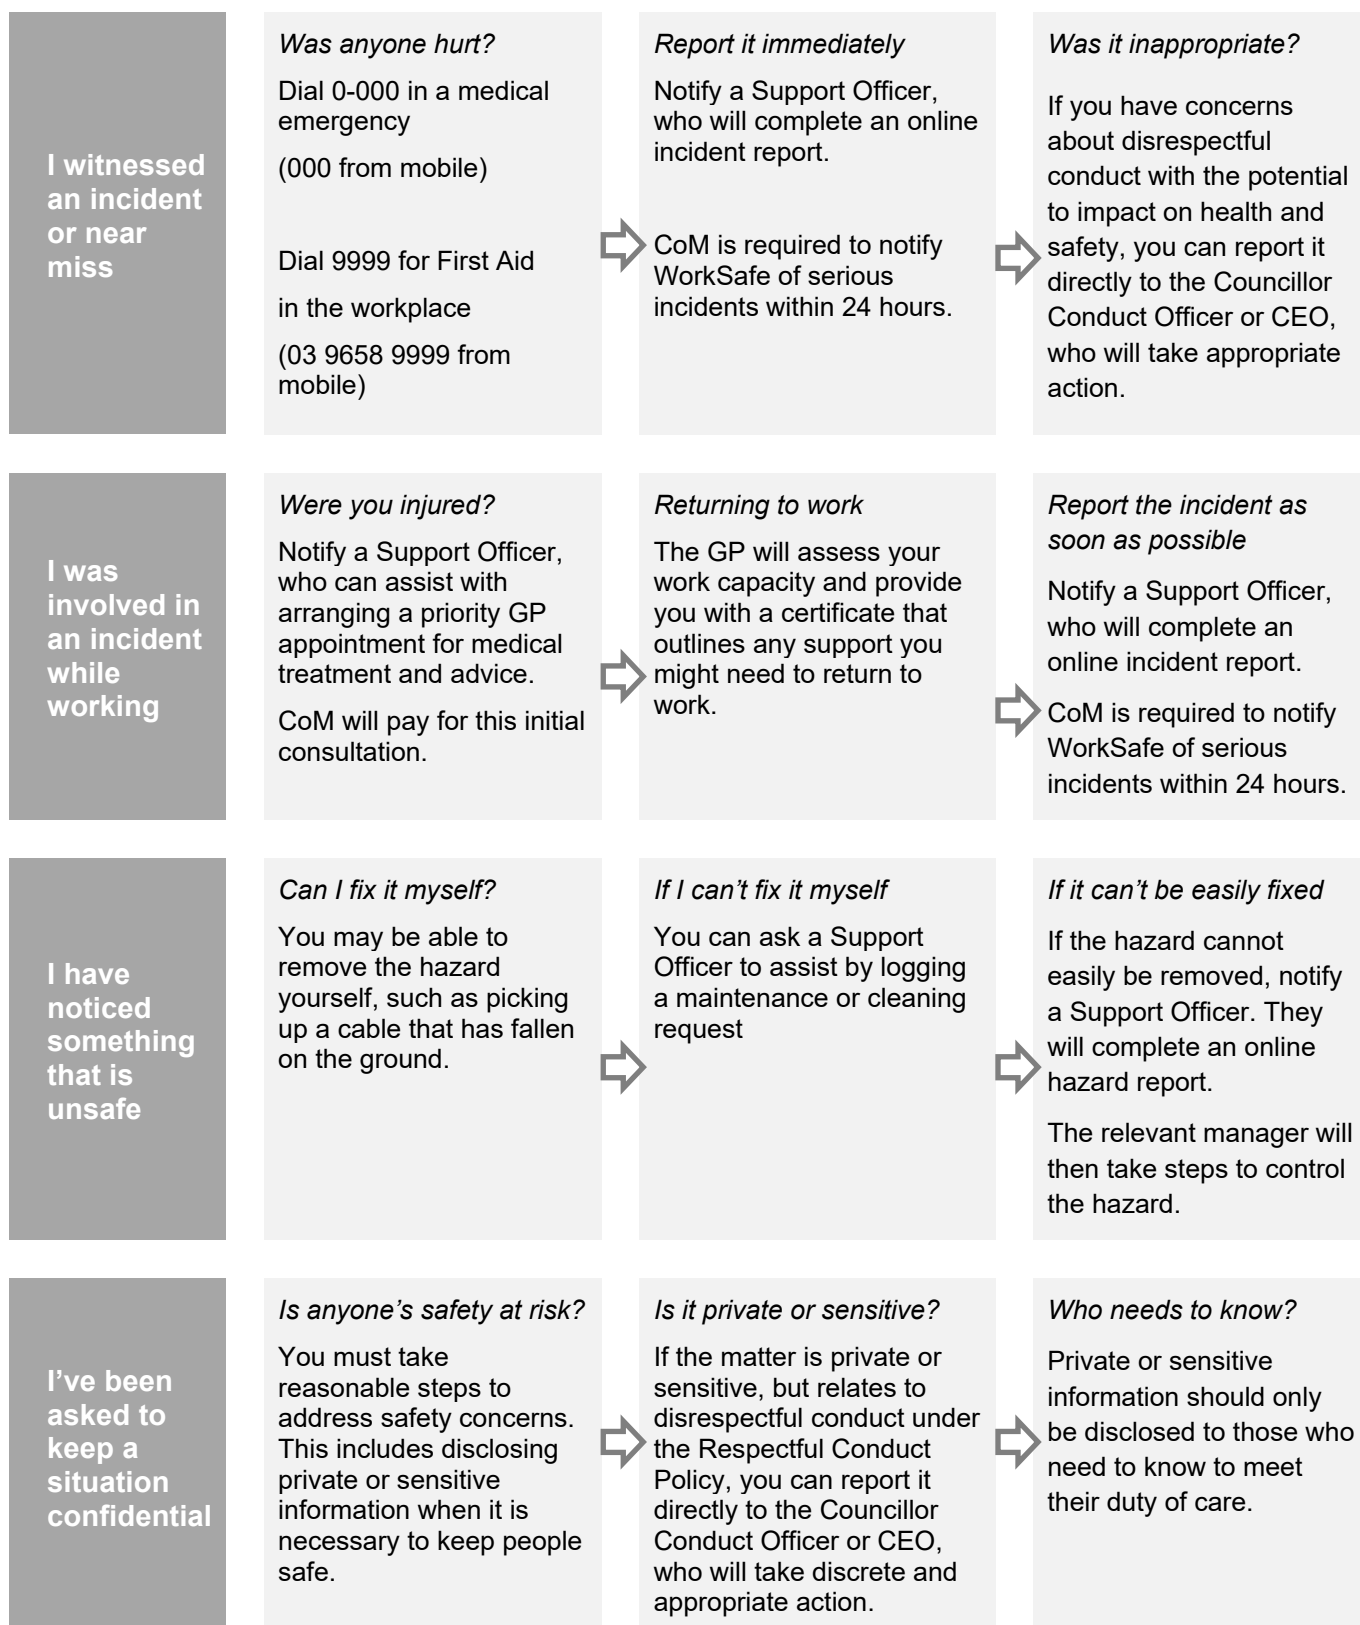 I witnessed
an incident
or near
miss
Was anyone hurt?
Dial 0-000 in a medical
emergency
(000 from mobile)
Dial 9999 for First Aid
in the workplace
(03 9658 9999 from
mobile)
Report it immediately
Notify a Support Officer,
who will complete an online
incident report.
CoM is required to notify
WorkSafe of serious
incidents within 24 hours.
Was it inappropriate?
If you have concerns
about disrespectful
conduct with the potential
to impact on health and
safety, you can report it
directly to the Councillor
Conduct Officer or CEO,
who will take appropriate
action.
I was
involved in
an incident
while
working
Were you injured?
Notify a Support Officer,
who can assist with
arranging a priority GP
appointment for medical
treatment and advice.
CoM will pay for this initial
consultation.
Returning to work
The GP will assess your
work capacity and provide
you with a certificate that
outlines any support you
might need to return to
work.
Report the incident as
soon as possible
Notify a Support Officer,
who will complete an
online incident report.
CoM is required to notify
WorkSafe of serious
incidents within 24 hours.
I have
noticed
something
that is
unsafe
Can I fix it myself?
You may be able to
remove the hazard
yourself, such as picking
up a cable that has fallen
on the ground.
If I can’t fix it myself
You can ask a Support
Officer to assist by logging
a maintenance or cleaning
request
If it can’t be easily fixed
If the hazard cannot
easily be removed, notify
a Support Officer. They
will complete an online
hazard report.
The relevant manager will
then take steps to control
the hazard.
I’ve been
asked to
keep a
situation
confidential
Is anyone’s safety at risk?
You must take
reasonable steps to
address safety concerns.
This includes disclosing
private or sensitive
information when it is
necessary to keep people
safe.
Is it private or sensitive?
If the matter is private or
sensitive, but relates to
disrespectful conduct under
the Respectful Conduct
Policy, you can report it
directly to the Councillor
Conduct Officer or CEO,
who will take discrete and
appropriate action.
Who needs to know?
Private or sensitive
information should only
be disclosed to those who
need to know to meet
their duty of care.